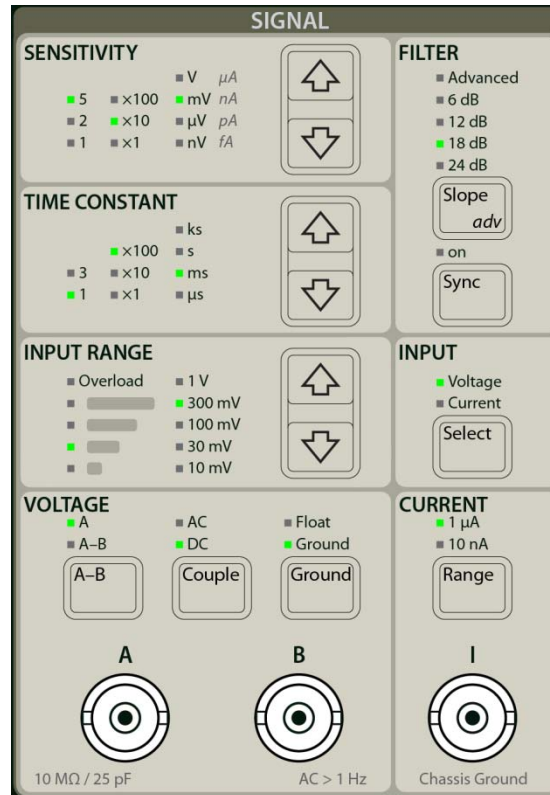 SIGNAL
SENSITIVITY
V μA
5 ×100 mV nA
2 ×10 μV pA
1 ×1 nV fA
FILTER
Advanced
6 dB
12 dB
18 dB
24 dB
Slope
adv
on
Sync
TIME CONSTANT
ks
×100 s
3 ×10 ms
1 ×1 μs
INPUT RANGE
Overload 1 V
300 mV
100 mV
30 mV
10 mV
INPUT
Voltage
Current
Select
VOLTAGE
A AC Float
A–B DC Ground
A–B Couple Ground
A B
10 MΩ / 25 pF AC > 1 Hz
CURRENT
1 μA
10 nA
Range
I
Chassis Ground